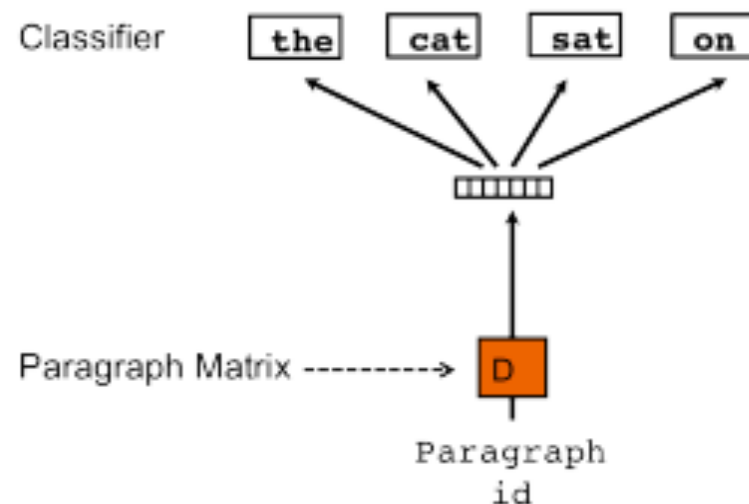 Classifier the cat sat on
Paragraph Matrix D
Paragraph
id